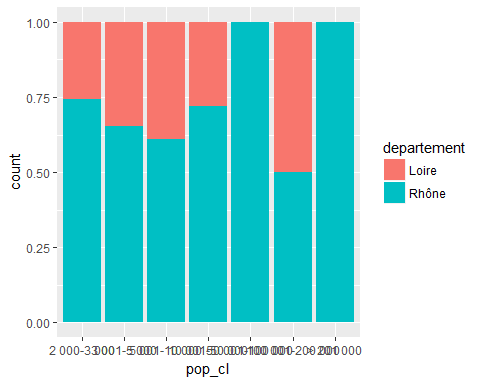 1.00
0.75
departement
count
Loire
Rhône
0.50
0.25
0.00
pop_cl